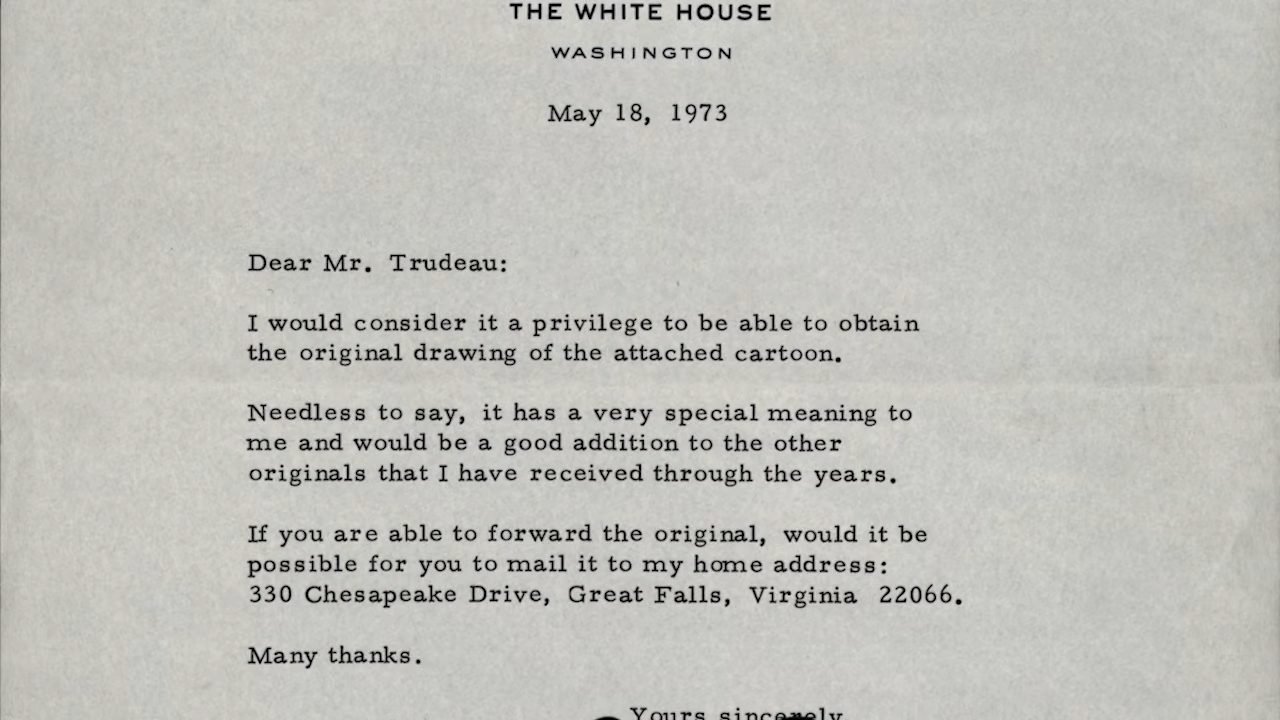 THE WHITE HOUSE
WASHINGTON
May 18, 1973
Dear Mr. Trudeau:
I would consider it a privilege to be able to obtain
the original drawing of the attached cartoon.
Needless to say, it has a very special meaning to
me and would be a good addition to the other
originals that I have received through the years.
If you are able to forward the original, would it be
possible for you to mail it to my home address:
330 Chesapeake Drive, Great Falls, Virginia 22066.
Many thanks.
Yours sincerely